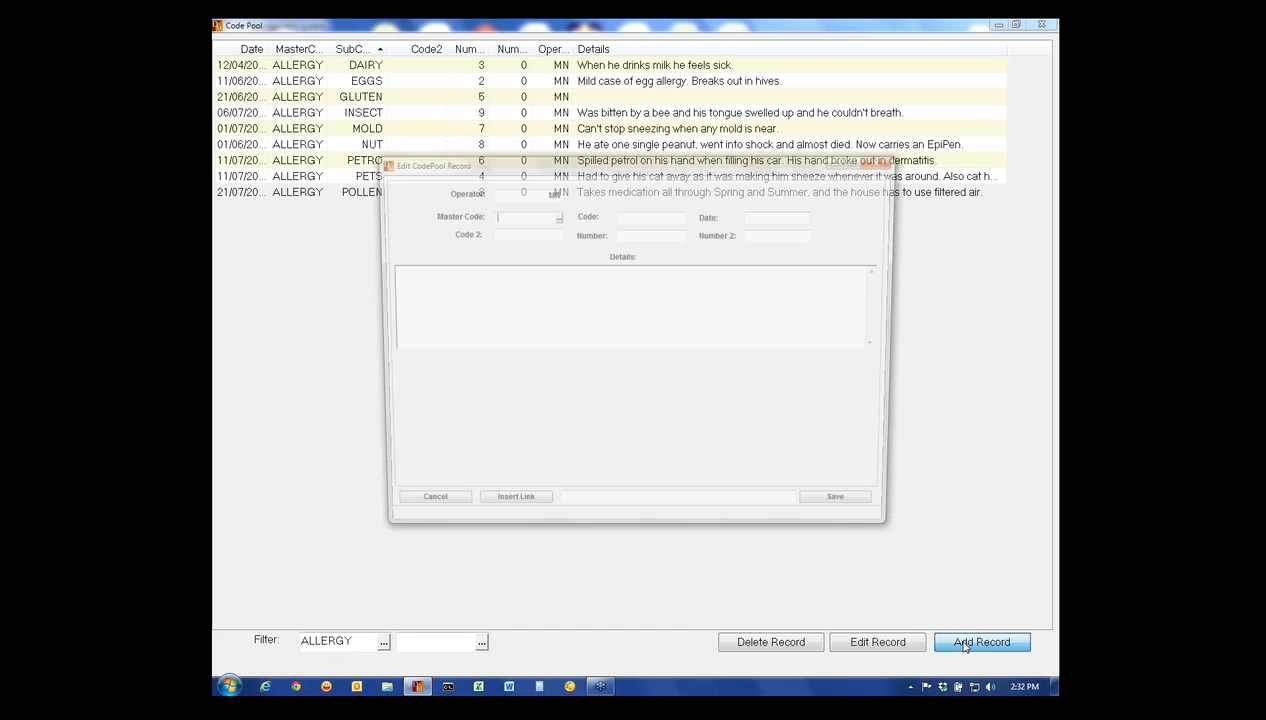 Code Pool
Date MasterC... SubC... Code2 Num... Num... Oper... Details
12/04/20... ALLERGY DAIRY 3 0 MN When he drinks milk he feels sick.
11/06/20... ALLERGY EGGS 2 0 MN Mild case of egg allergy. Breaks out in hives.
21/06/20... ALLERGY GLUTEN 5 0 MN
06/07/20... ALLERGY INSECT 9 0 MN Was bitten by a bee and his tongue swelled up and he couldn't breath.
01/07/20... ALLERGY MOLD 7 0 MN Can't stop sneezing when any mold is near.
01/06/20... ALLERGY NUT 8 0 MN He ate one single peanut, went into shock and almost died. Now carries an EpiPen.
11/07/20... ALLERGY PETRO 6 0 MN Spilled petrol on his hand when filling his car. His hand broke out in dermatitis.
11/07/20... ALLERGY PETS 4 0 MN Had to give his cat away as it was making him sneeze whenever it was around. Also cat h...
21/07/20... ALLERGY POLLEN 0 Takes medication all through Spring and Summer, and the house has to use filtered air.
Edit CodePool Record
Operator: MN
Master Code: ... Code: Date:
Code 2: Number: Number 2:
Details:
Cancel Insert Link Save
Filter: ALLERGY ... ... Delete Record Edit Record Add Record
2:32 PM